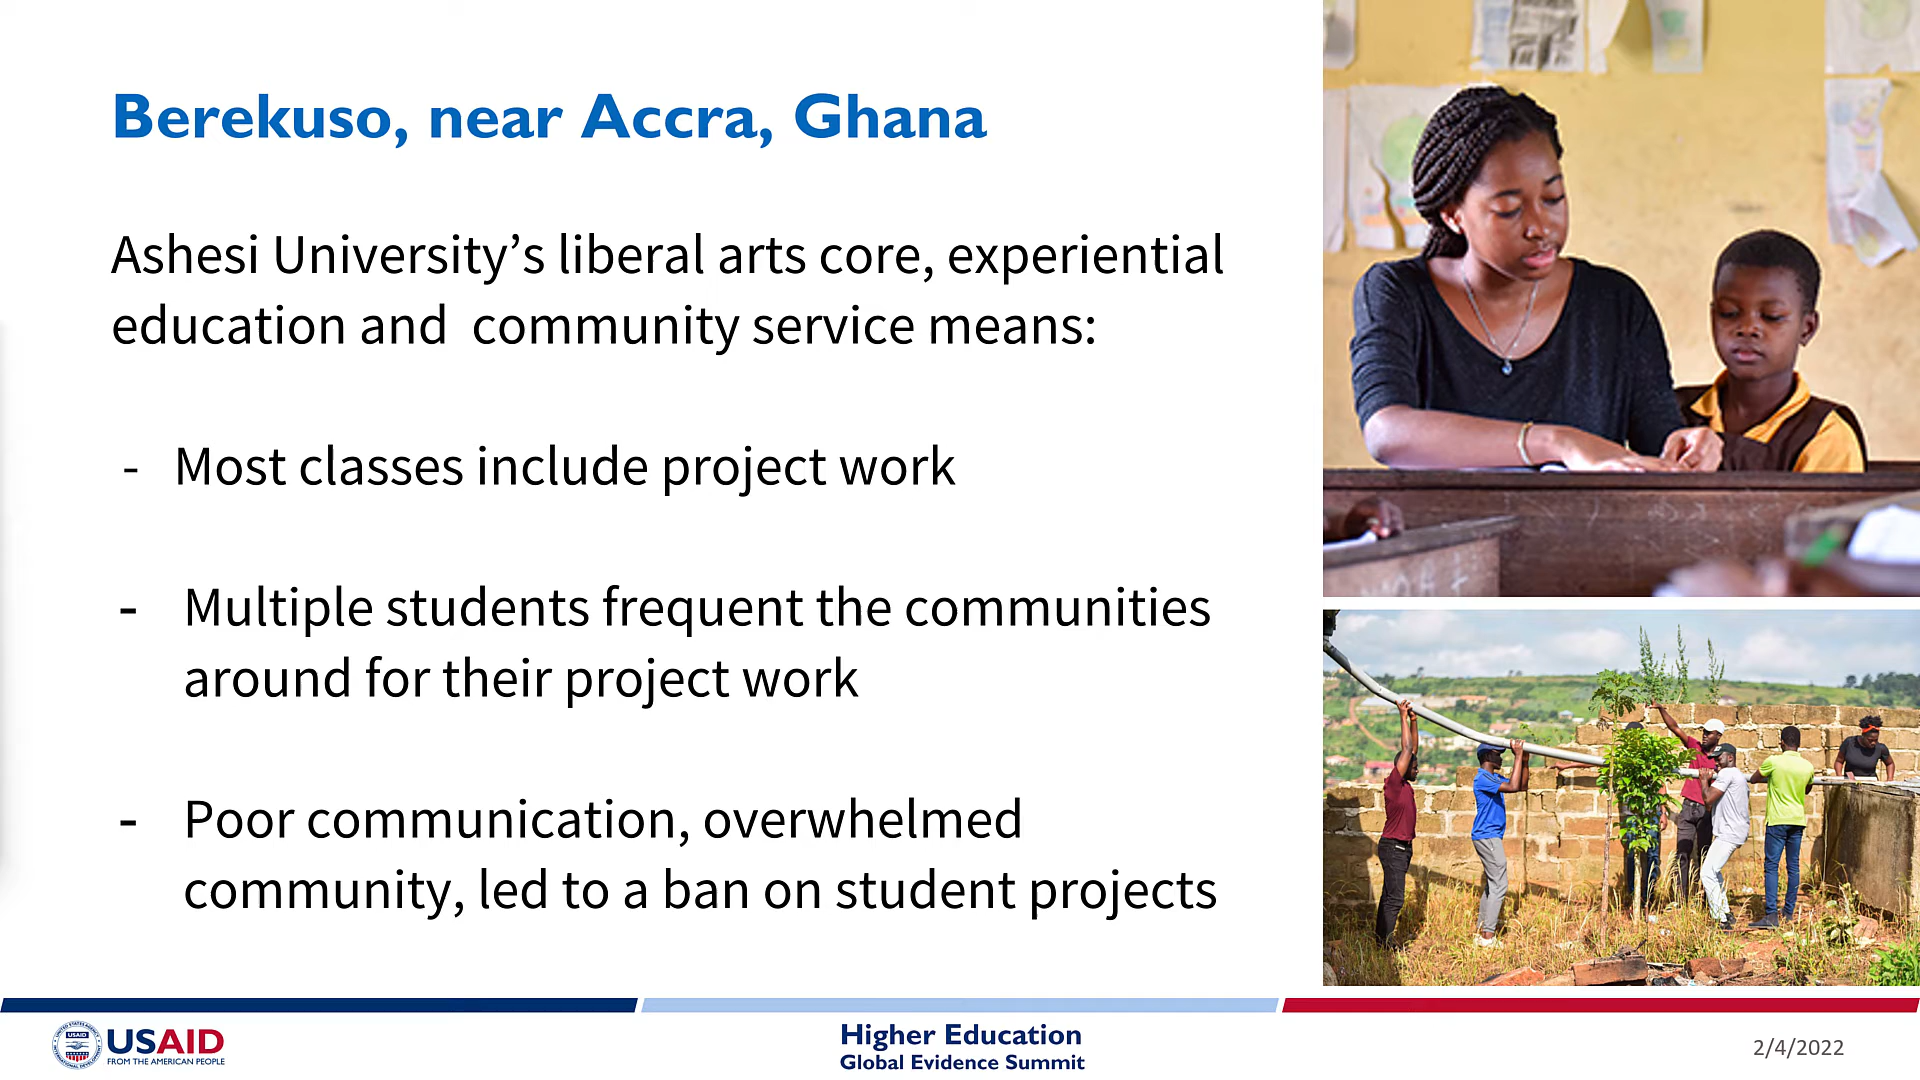 Berekuso, near Accra, Ghana
Ashesi University’s liberal arts core, experiential
education and  community service means:
- Most classes include project work
- Multiple students frequent the communities
around for their project work
- Poor communication, overwhelmed
community, led to a ban on student projects
USAID
FROM THE AMERICAN PEOPLE
Higher Education
Global Evidence Summit
2/4/2022